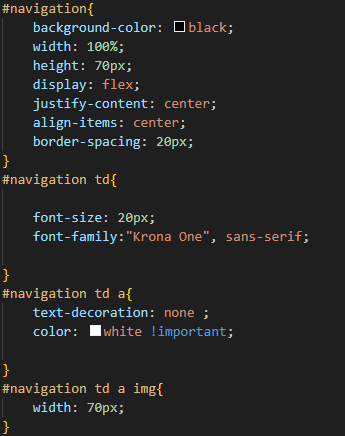 #navigation{
background-color: black;
width: 100%;
height: 70px;
display: flex;
justify-content: center;
align-items: center;
border-spacing: 20px;
}
#navigation td{
font-size: 20px;
font-family:"Krona One", sans-serif;
}
#navigation td a{
text-decoration: none ;
color: white !important;
}
#navigation td a img{
width: 70px;
}